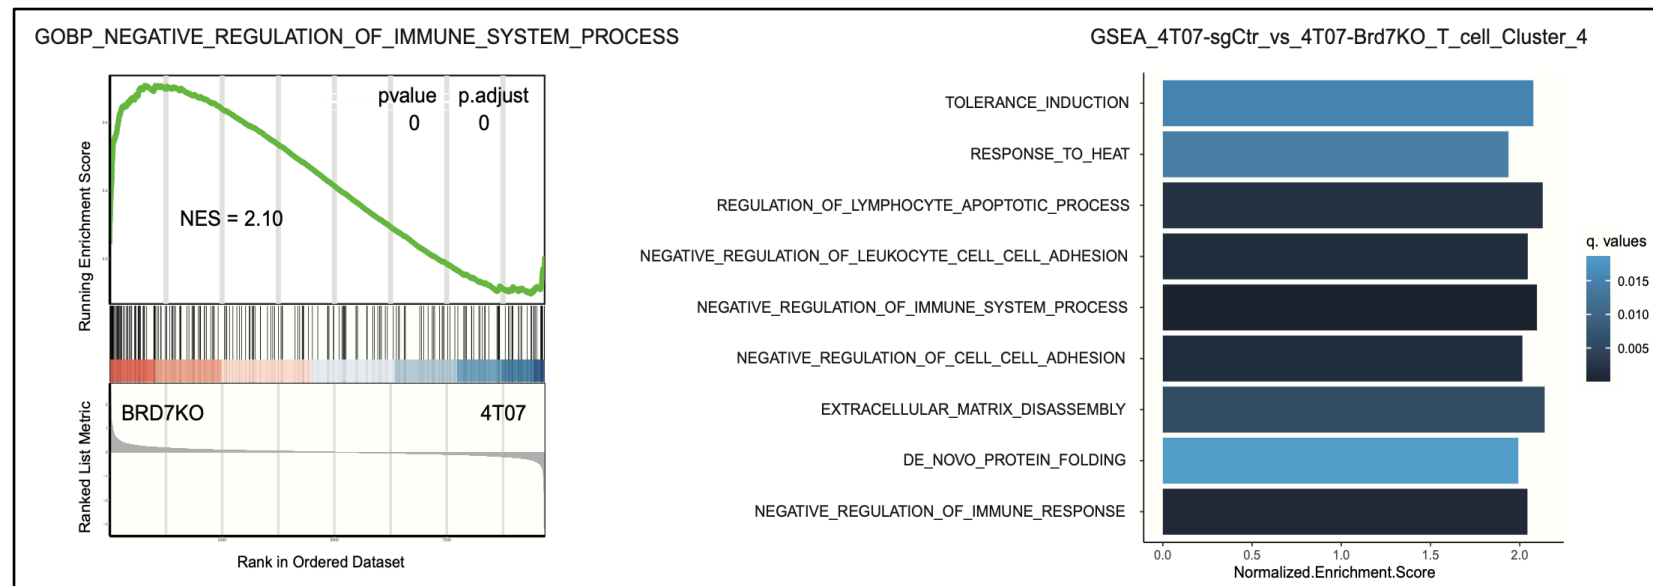 GOBP_NEGATIVE_REGULATION_OF_IMMUNE_SYSTEM_PROCESS
pvalue p.adjust
0 0
NES = 2.10
Running Enrichment Score
BRD7KO 4T07
Ranked List Metric
Rank in Ordered Dataset
GSEA_4T07-sgCtr_vs_4T07-Brd7KO_T_cell_Cluster_4
TOLERANCE_INDUCTION
RESPONSE_TO_HEAT
REGULATION_OF_LYMPHOCYTE_APOPTOTIC_PROCESS
NEGATIVE_REGULATION_OF_LEUKOCYTE_CELL_CELL_ADHESION
NEGATIVE_REGULATION_OF_IMMUNE_SYSTEM_PROCESS
NEGATIVE_REGULATION_OF_CELL_CELL_ADHESION
EXTRACELLULAR_MATRIX_DISASSEMBLY
DE_NOVO_PROTEIN_FOLDING
NEGATIVE_REGULATION_OF_IMMUNE_RESPONSE
0.0 0.5 1.0 1.5 2.0
Normalized.Enrichment.Score
q. values
0.015
0.010
0.005